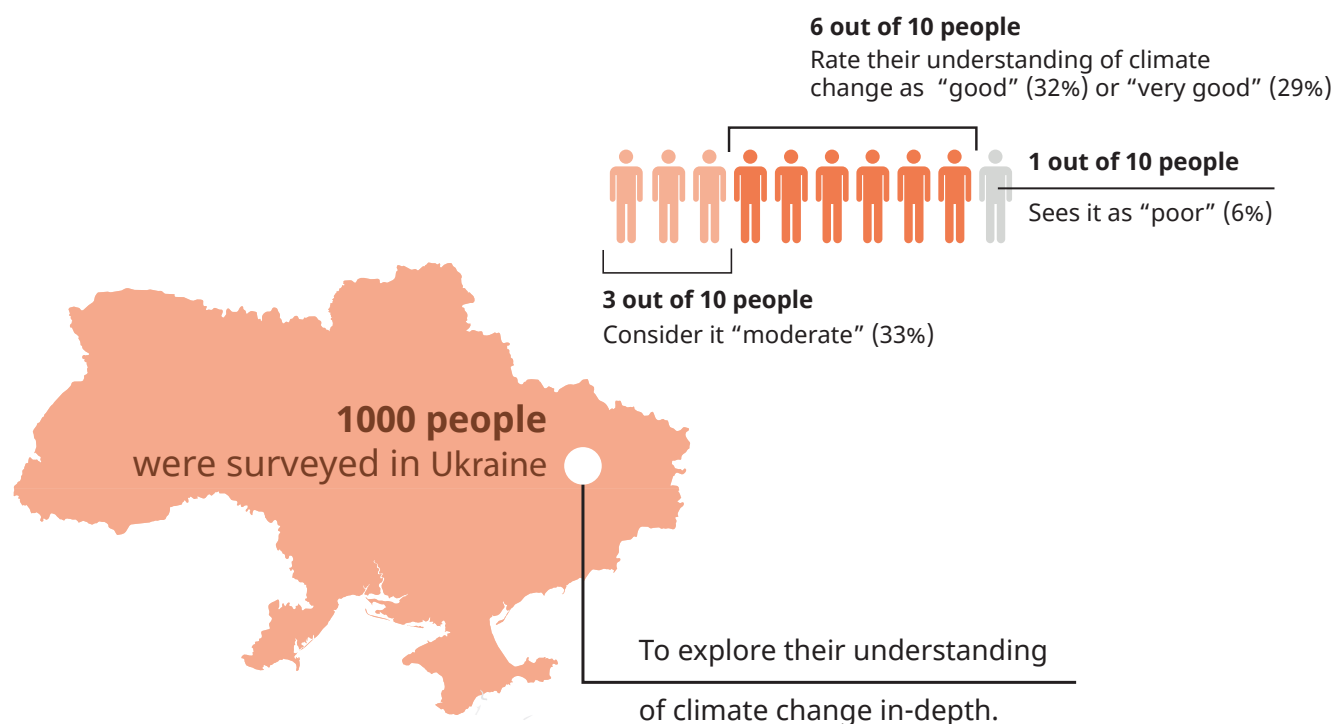 6 out of 10 people
Rate their understanding of climate
change as “good” (32%) or “very good” (29%)
1 out of 10 people
Sees it as “poor” (6%)
3 out of 10 people
Consider it “moderate” (33%)
1000 people
were surveyed in Ukraine
To explore their understanding
of climate change in-depth.